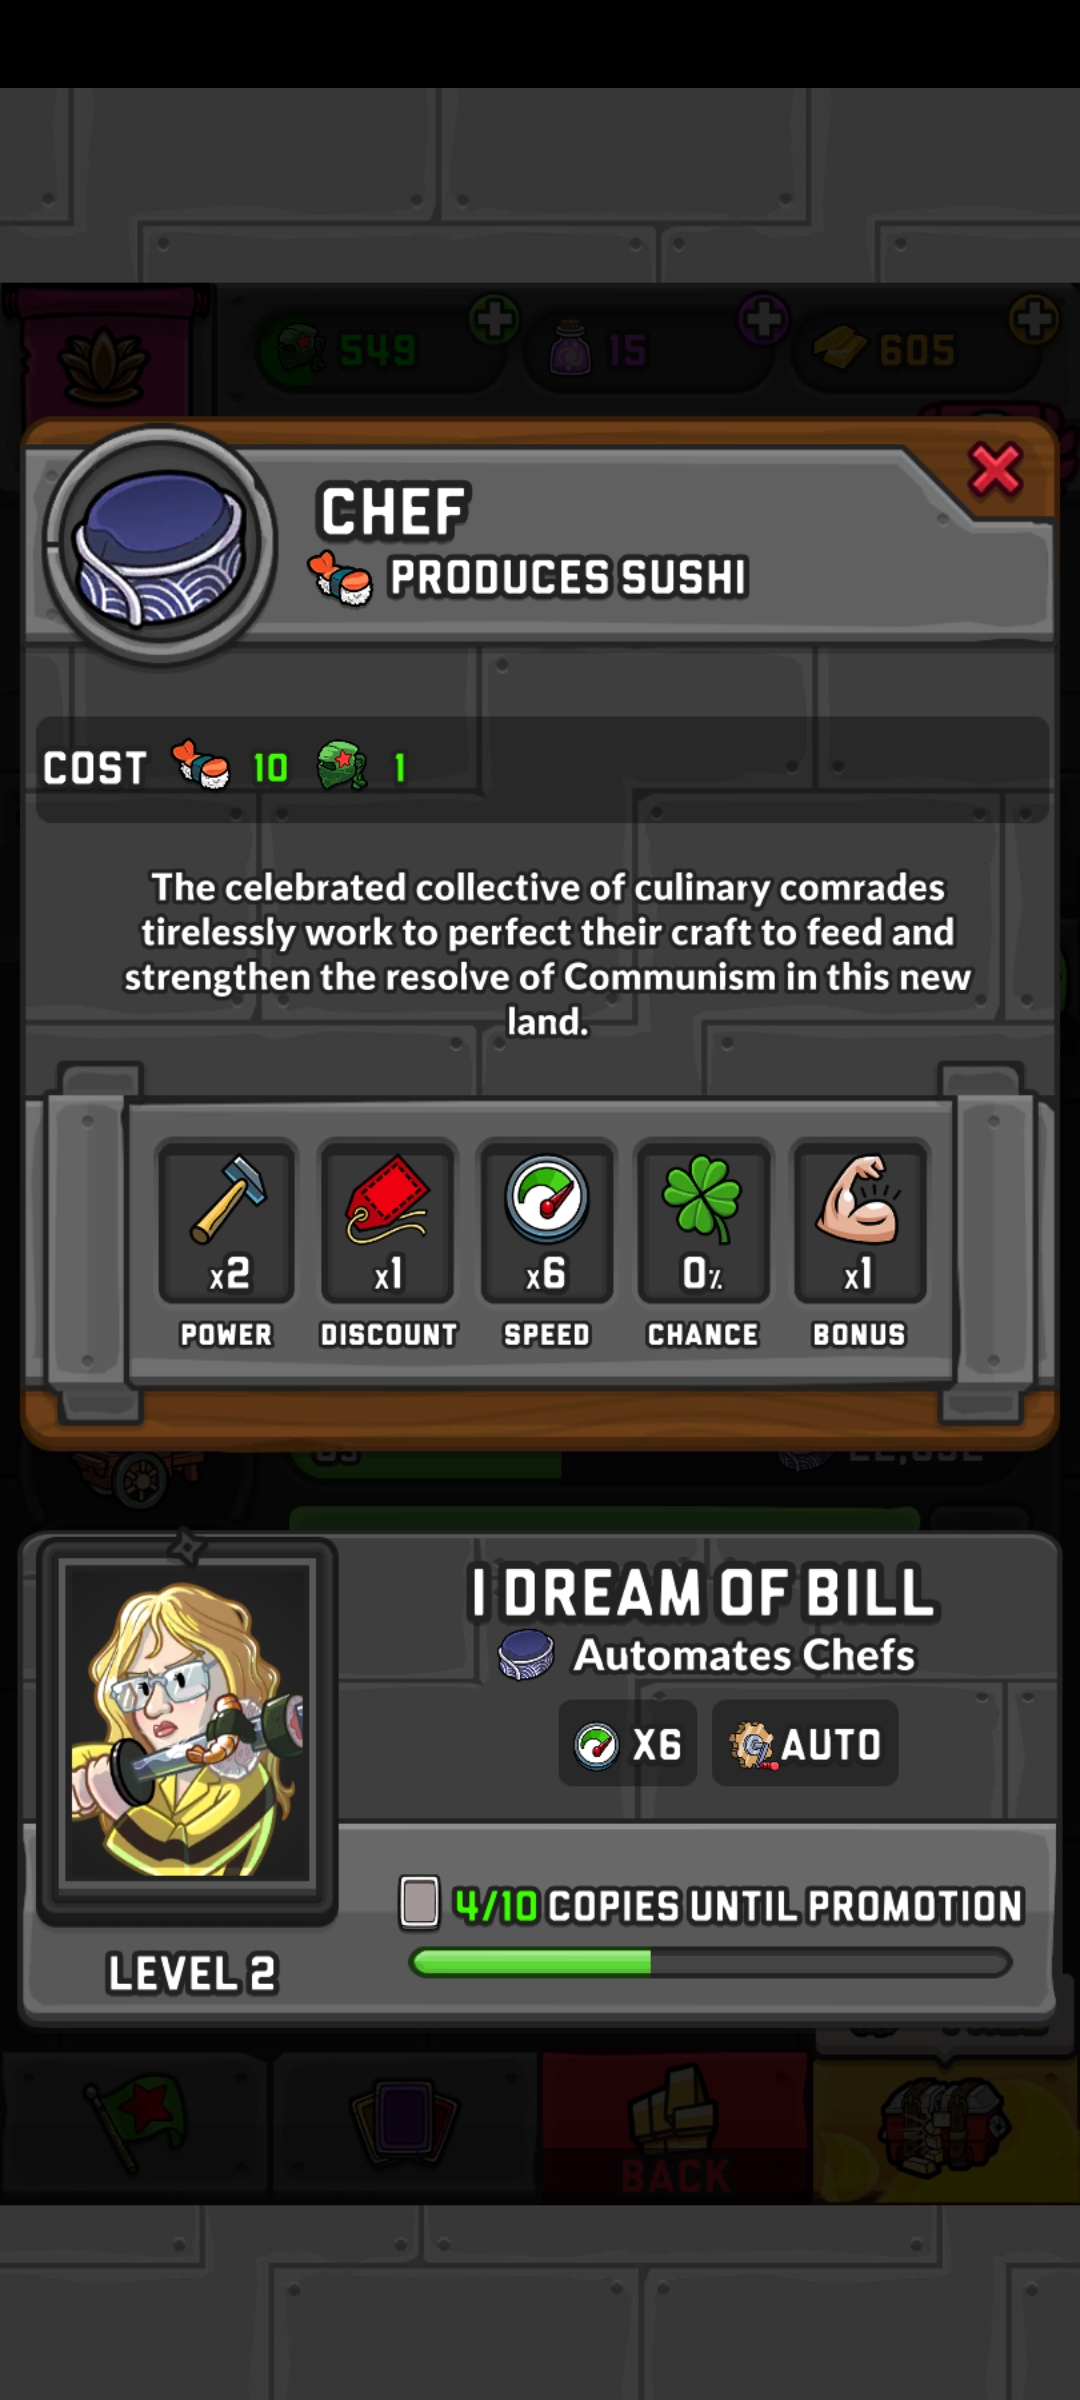 549
15
605
CHEF
PRODUCES SUSHI
COST 10 1
The celebrated collective of culinary comrades
tirelessly work to perfect their craft to feed and
strengthen the resolve of Communism in this new
land.
x2 x1 x6 0% x1
POWER DISCOUNT SPEED CHANCE BONUS
I DREAM OF BILL
Automates Chefs
X6 AUTO
4/10 COPIES UNTIL PROMOTION
LEVEL 2
BACK